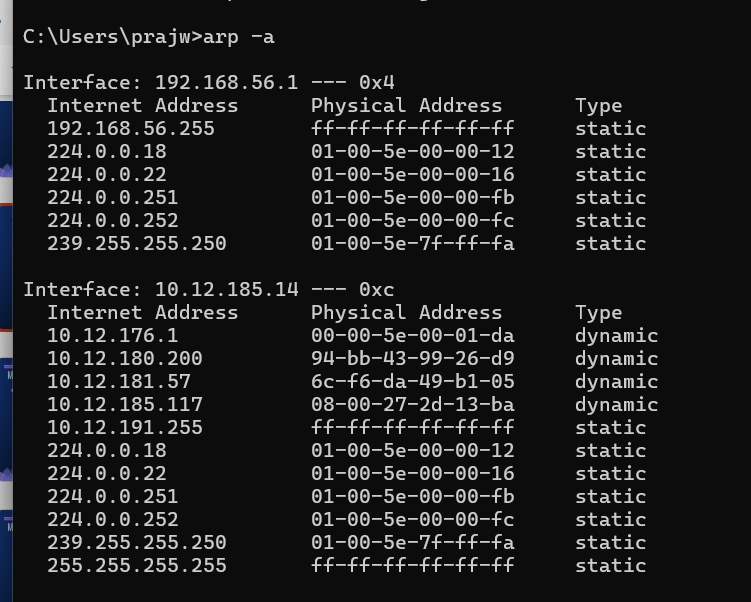 C:\Users\prajw>arp -a
Interface: 192.168.56.1 --- 0x4
Internet Address Physical Address Type
192.168.56.255 ff-ff-ff-ff-ff-ff static
224.0.0.18 01-00-5e-00-00-12 static
224.0.0.22 01-00-5e-00-00-16 static
224.0.0.251 01-00-5e-00-00-fb static
224.0.0.252 01-00-5e-00-00-fc static
239.255.255.250 01-00-5e-7f-ff-fa static
Interface: 10.12.185.14 --- 0xc
Internet Address Physical Address Type
10.12.176.1 00-00-5e-00-01-da dynamic
10.12.180.200 94-bb-43-99-26-d9 dynamic
10.12.181.57 6c-f6-da-49-b1-05 dynamic
10.12.185.117 08-00-27-2d-13-ba dynamic
10.12.191.255 ff-ff-ff-ff-ff-ff static
224.0.0.18 01-00-5e-00-00-12 static
224.0.0.22 01-00-5e-00-00-16 static
224.0.0.251 01-00-5e-00-00-fb static
224.0.0.252 01-00-5e-00-00-fc static
239.255.255.250 01-00-5e-7f-ff-fa static
255.255.255.255 ff-ff-ff-ff-ff-ff static